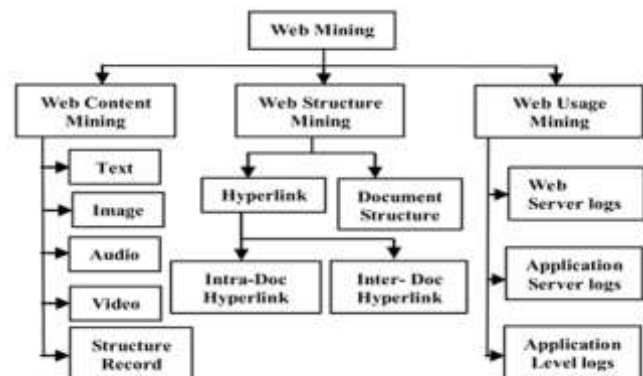 Web Mining
Web Content
Mining
Web Structure
Mining
Web Usage
Mining
Text
Image
Audio
Video
Structure
Record
Hyperlink
Document
Structure
Intra-Doc
Hyperlink
Inter- Doc
Hyperlink
Web
Server logs
Application
Server logs
Application
Level logs